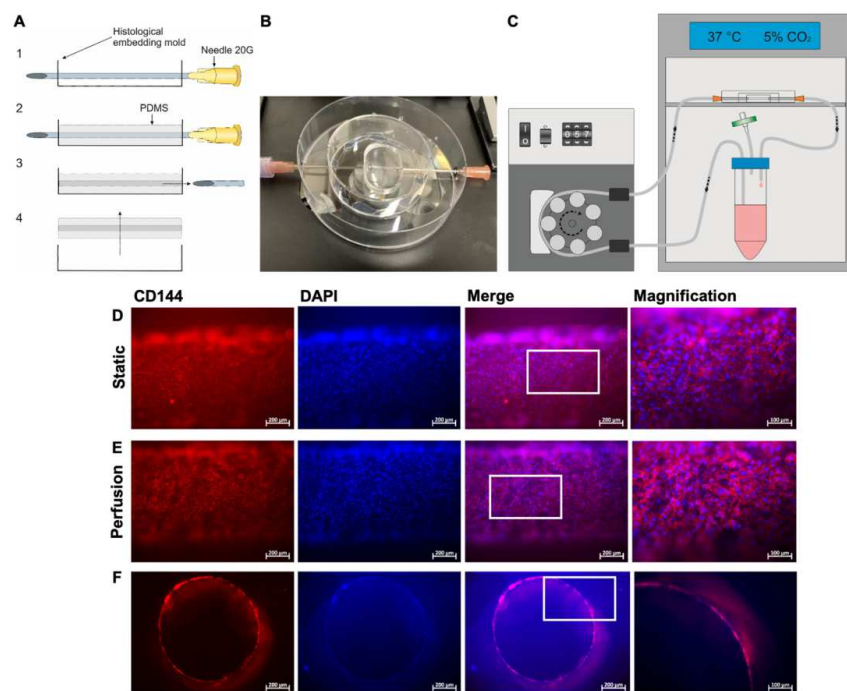 A
Histological
embedding mold
Needle 20G
1
PDMS
2
3
4
B
C
37 °C 5% CO₂
I
O
0 5 7
CD144 DAPI Merge Magnification
D
Static
200 µm 200 µm 200 µm 100 µm
E
Perfusion
200 µm 200 µm 200 µm 100 µm
F
200 µm 200 µm 200 µm 100 µm